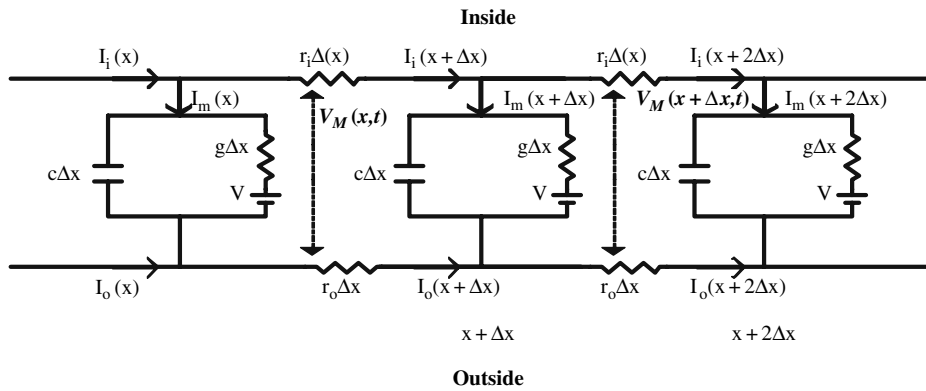 Inside
I_i(x) r_iΔ(x) I_i(x + Δx) r_iΔ(x) I_i(x + 2Δx)
I_m(x) V_M(x,t) I_m(x + Δx) V_M(x + Δx,t) I_m(x + 2Δx)
gΔx gΔx gΔx
cΔx cΔx cΔx
V V V
I_o(x) r_oΔx I_o(x + Δx) r_oΔx I_o(x + 2Δx)
x + Δx x + 2Δx
Outside